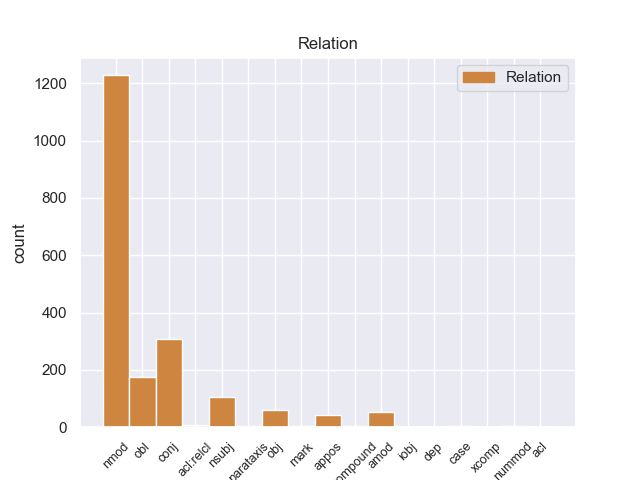 Relation
Relation
count
1200
1000
800
600
400
200
0
nmod
obl
conj
acl:relcl
nsubj
parataxis
obj
mark
appos
ompound
amod
iobj
dep
case
xcomp
nummod
acl